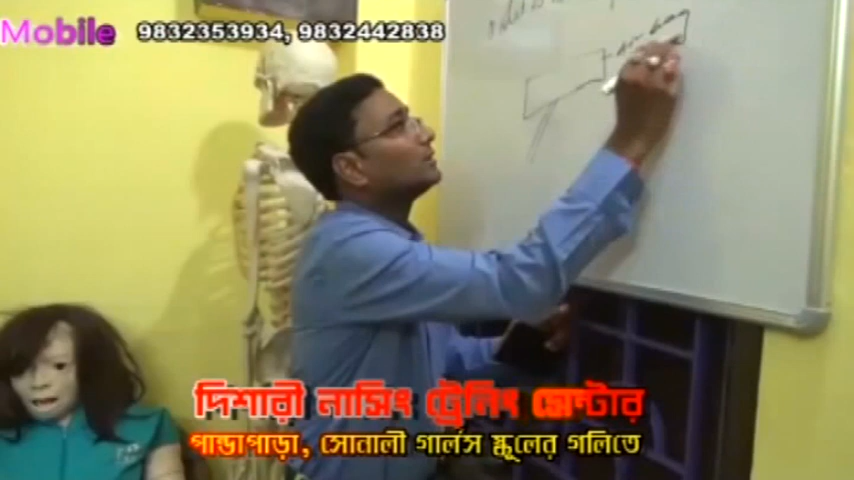 Mobile 9832353934, 9832442838
দিশারী নার্সিং ট্রেনিং সেন্টার
পান্ডাপাড়া, সোনালী গার্লস স্কুলের গলিতে